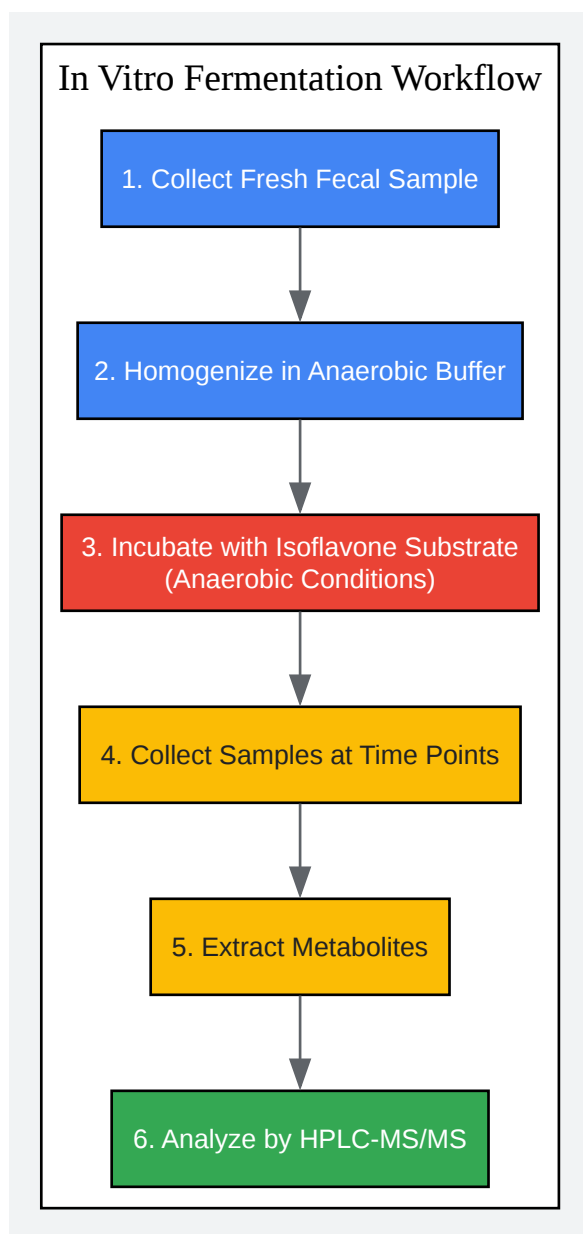 In Vitro Fermentation Workflow
1. Collect Fresh Fecal Sample
2. Homogenize in Anaerobic Buffer
3. Incubate with Isoflavone Substrate
(Anaerobic Conditions)
4. Collect Samples at Time Points
5. Extract Metabolites
6. Analyze by HPLC-MS/MS